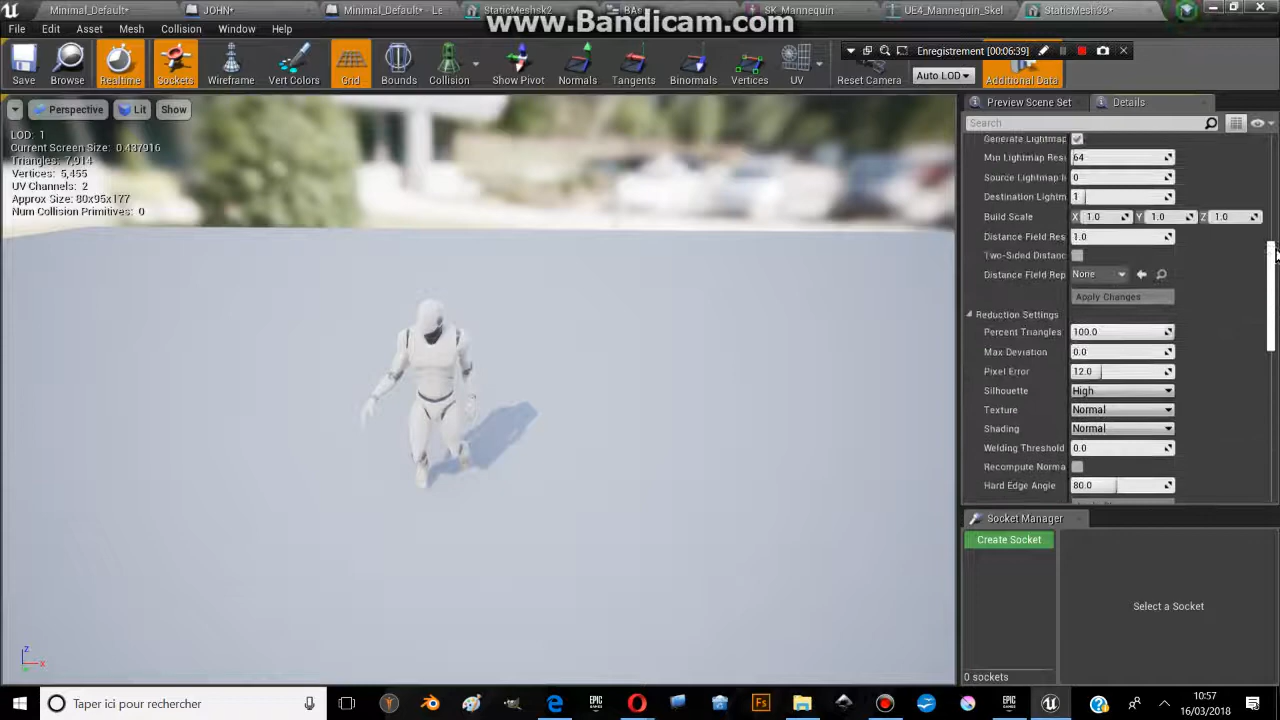 Minimal_Default*
JOHN*
Minimal_Default*
StaticMeshk2
SK_Mannequin
UE4_Mannequin_Skel
StaticMesh33*
www.Bandicam.com
File Edit Asset Mesh Collision Window Help
Enregistrement [00:06:39]
Save Browse Realtime Sockets Wireframe Vert Colors Grid Bounds Collision Show Pivot Normals Tangents Binormals Vertices UV Reset Camera Auto LOD Additional Data
Perspective Lit Show
Preview Scene Set Details
Search
LOD: 1
Current Screen Size: 0.437916
Triangles: 7,914
Vertices: 5,455
UV Channels: 2
Approx Size: 80x95x177
Num Collision Primitives: 0
Generate Lightmap
Min Lightmap Res 64
Source Lightmap I 0
Destination Lightm 1
Build Scale X 1.0 Y 1.0 Z 1.0
Distance Field Res 1.0
Two-Sided Distanc
Distance Field Rep None
Apply Changes
Reduction Settings
Percent Triangles 100.0
Max Deviation 0.0
Pixel Error 12.0
Silhouette High
Texture Normal
Shading Normal
Welding Threshold 0.0
Recompute Norma
Hard Edge Angle 80.0
Socket Manager
Create Socket
Select a Socket
0 sockets
Z
X
Taper ici pour rechercher
EPIC GAMES
Fs
EPIC GAMES
10:57
16/03/2018